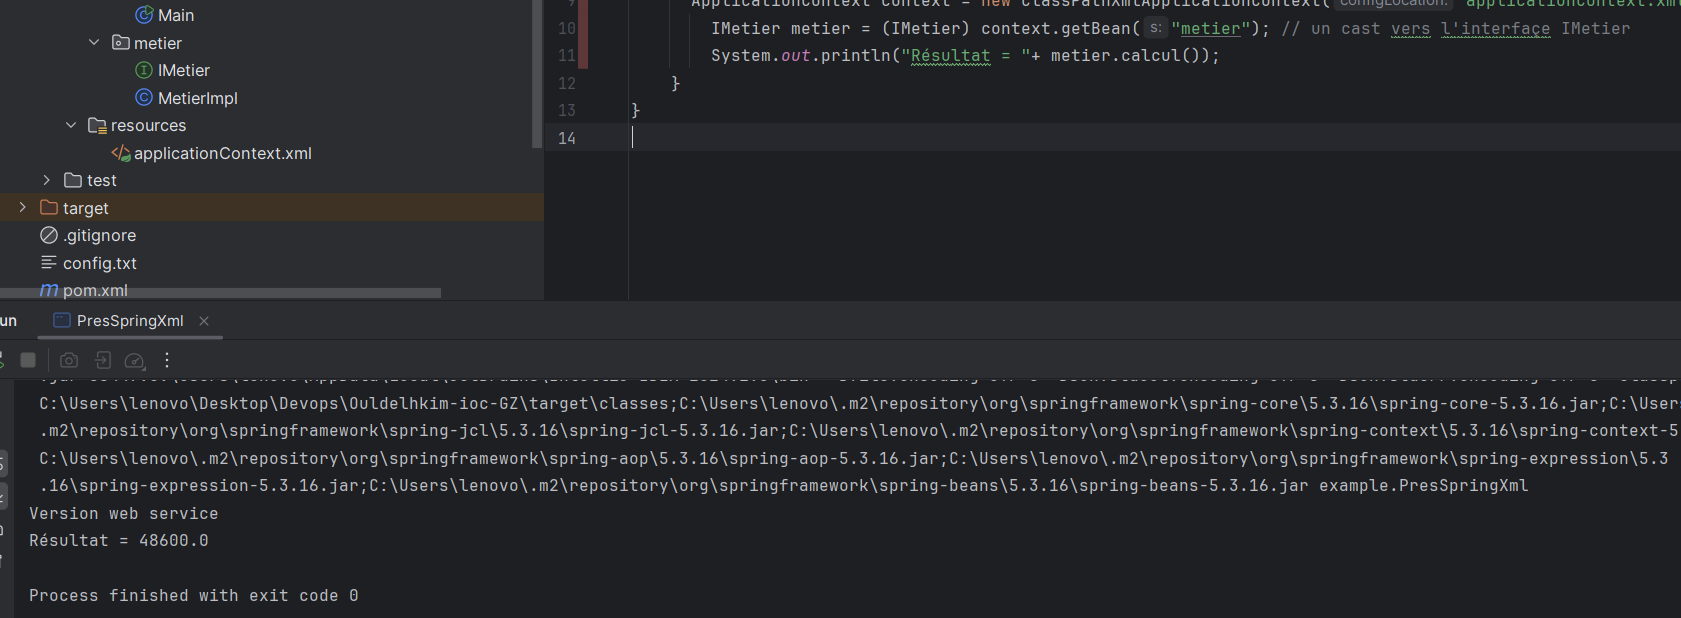 Main
metier
IMetier
MetierImpl
resources
applicationContext.xml
test
target
.gitignore
config.txt
pom.xml
9 ApplicationContext context = new ClassPathXmlApplicationContext( configLocation: "applicationContext.xm
10 IMetier metier = (IMetier) context.getBean( s: "metier"); // un cast vers l'interfaçe IMetier
11 System.out.println("Résultat = "+ metier.calcul());
12 }
13 }
14
un PresSpringXml
C:\Users\lenovo\Desktop\Devops\Ouldelhkim-ioc-GZ\target\classes;C:\Users\lenovo\.m2\repository\org\springframework\spring-core\5.3.16\spring-core-5.3.16.jar;C:\Users
.m2\repository\org\springframework\spring-jcl\5.3.16\spring-jcl-5.3.16.jar;C:\Users\lenovo\.m2\repository\org\springframework\spring-context\5.3.16\spring-context-5
C:\Users\lenovo\.m2\repository\org\springframework\spring-aop\5.3.16\spring-aop-5.3.16.jar;C:\Users\lenovo\.m2\repository\org\springframework\spring-expression\5.3
.16\spring-expression-5.3.16.jar;C:\Users\lenovo\.m2\repository\org\springframework\spring-beans\5.3.16\spring-beans-5.3.16.jar example.PresSpringXml
Version web service
Résultat = 48600.0
Process finished with exit code 0